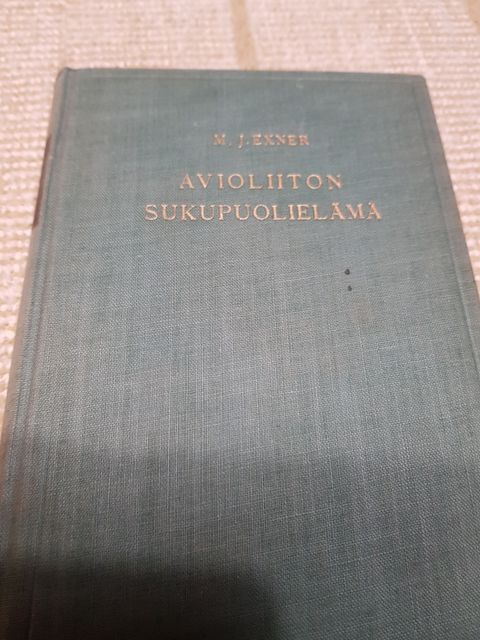 M. J. EXNER
AVIOLIITON
SUKUPUOLIELÄMÄ